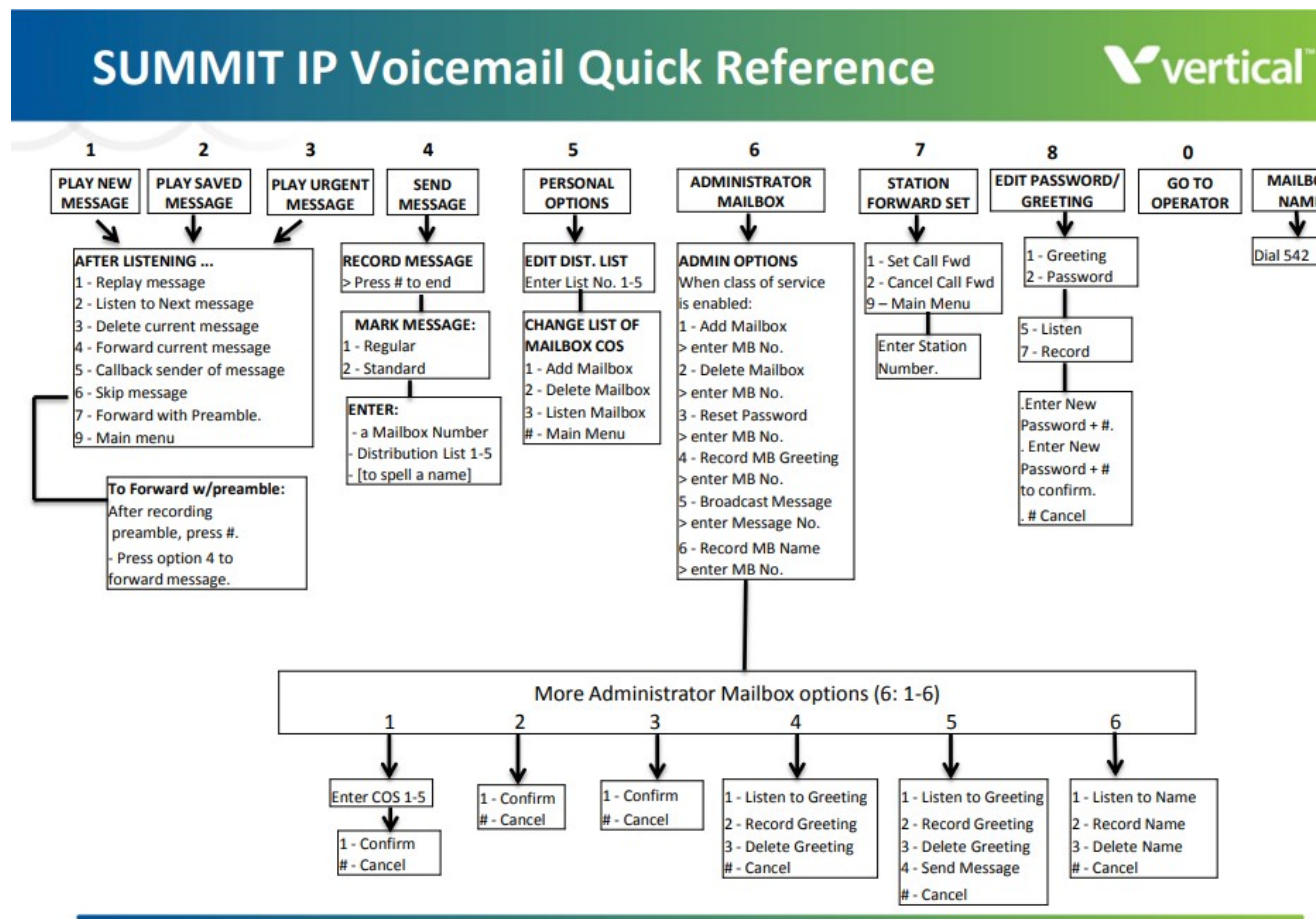 SUMMIT IP Voicemail Quick Reference
vertical™
1
2
3
4
5
6
7
8
0
PLAY NEW
MESSAGE
PLAY SAVED
MESSAGE
PLAY URGENT
MESSAGE
SEND
MESSAGE
PERSONAL
OPTIONS
ADMINISTRATOR
MAILBOX
STATION
FORWARD SET
EDIT PASSWORD/
GREETING
GO TO
OPERATOR
AFTER LISTENING ...
1 - Replay message
2 - Listen to Next message
3 - Delete current message
4 - Forward current message
5 - Callback sender of message
6 - Skip message
7 - Forward with Preamble.
9 - Main menu
To Forward w/preamble:
After recording
preamble, press #.
- Press option 4 to
forward message.
RECORD MESSAGE
> Press # to end
MARK MESSAGE:
1 - Regular
2 - Standard
ENTER:
- a Mailbox Number
- Distribution List 1-5
- [to spell a name]
EDIT DIST. LIST
Enter List No. 1-5
CHANGE LIST OF
MAILBOX COS
1 - Add Mailbox
2 - Delete Mailbox
3 - Listen Mailbox
# - Main Menu
ADMIN OPTIONS
When class of service
is enabled:
1 - Add Mailbox
> enter MB No.
2 - Delete Mailbox
> enter MB No.
3 - Reset Password
> enter MB No.
4 - Record MB Greeting
> enter MB No.
5 - Broadcast Message
> enter Message No.
6 - Record MB Name
> enter MB No.
1 - Set Call Fwd
2 - Cancel Call Fwd
9 – Main Menu
Enter Station
Number.
1 - Greeting
2 - Password
5 - Listen
7 - Record
.Enter New
Password + #.
. Enter New
Password + #
to confirm.
. # Cancel
Dial 542
More Administrator Mailbox options (6: 1-6)
1
2
3
4
5
6
Enter COS 1-5
1 - Confirm
# - Cancel
1 - Confirm
# - Cancel
1 - Confirm
# - Cancel
1 - Listen to Greeting
2 - Record Greeting
3 - Delete Greeting
# - Cancel
1 - Listen to Greeting
2 - Record Greeting
3 - Delete Greeting
4 - Send Message
# - Cancel
1 - Listen to Name
2 - Record Name
3 - Delete Name
# - Cancel